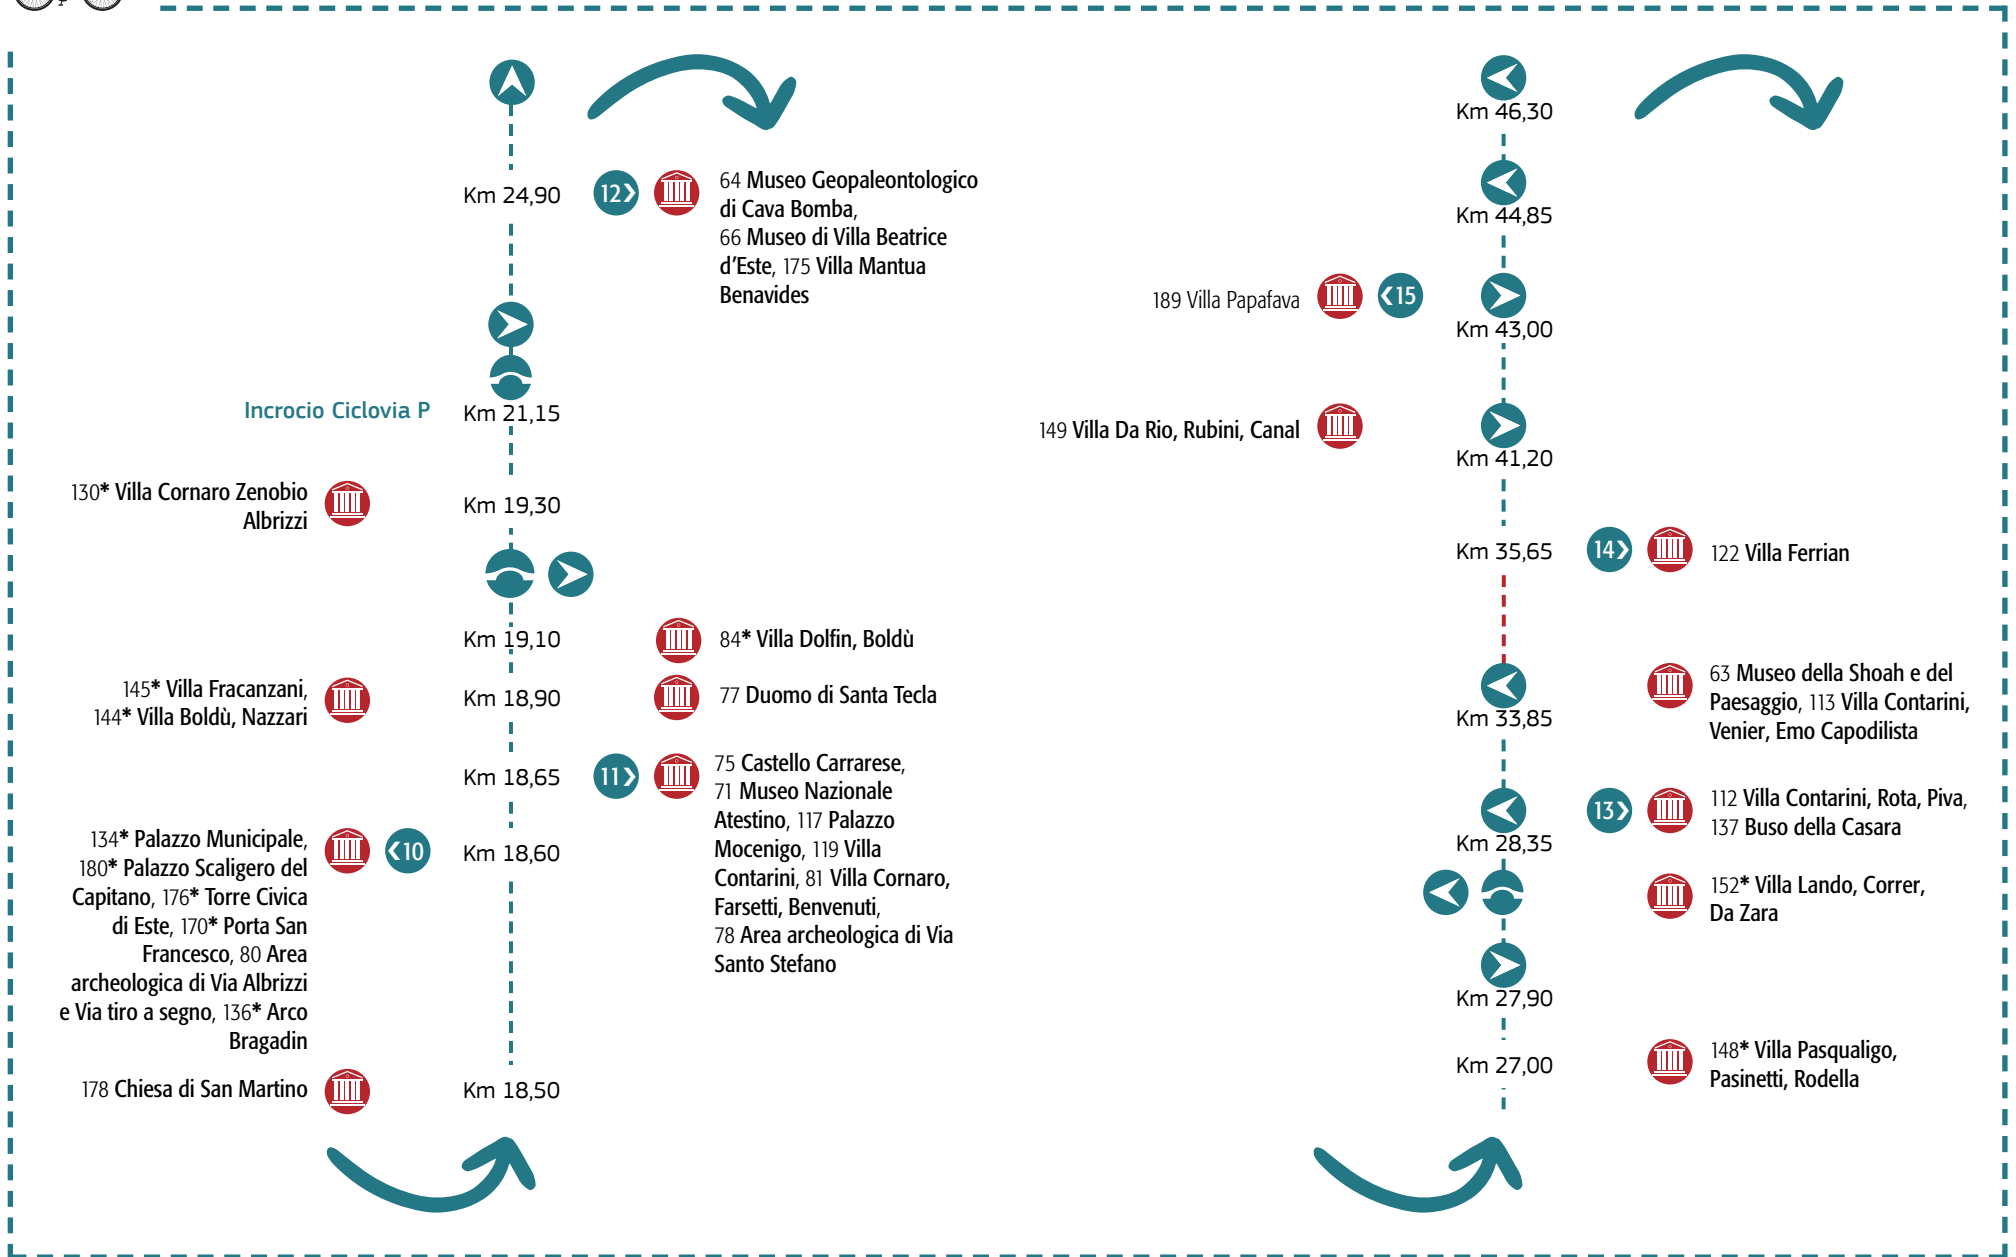 Km 24,90
12
64 Museo Geopaleontologico
di Cava Bomba,
66 Museo di Villa Beatrice
d'Este, 175 Villa Mantua
Benavides
Incrocio Ciclovia P
Km 21,15
130* Villa Cornaro Zenobio
Albrizzi
Km 19,30
Km 19,10
84* Villa Dolfin, Boldù
145* Villa Fracanzani,
144* Villa Boldù, Nazzari
Km 18,90
77 Duomo di Santa Tecla
Km 18,65
11
75 Castello Carrarese,
71 Museo Nazionale
Atestino, 117 Palazzo
Mocenigo, 119 Villa
Contarini, 81 Villa Cornaro,
Farsetti, Benvenuti,
78 Area archeologica di Via
Santo Stefano
134* Palazzo Municipale,
180* Palazzo Scaligero del
Capitano, 176* Torre Civica
di Este, 170* Porta San
Francesco, 80 Area
archeologica di Via Albrizzi
e Via tiro a segno, 136* Arco
Bragadin
10
Km 18,60
178 Chiesa di San Martino
Km 18,50
Km 46,30
Km 44,85
189 Villa Papafava
15
Km 43,00
149 Villa Da Rio, Rubini, Canal
Km 41,20
Km 35,65
14
122 Villa Ferrian
Km 33,85
63 Museo della Shoah e del
Paesaggio, 113 Villa Contarini,
Venier, Emo Capodilista
Km 28,35
13
112 Villa Contarini, Rota, Piva,
137 Buso della Casara
152* Villa Lando, Correr,
Da Zara
Km 27,90
Km 27,00
148* Villa Pasqualigo,
Pasinetti, Rodella